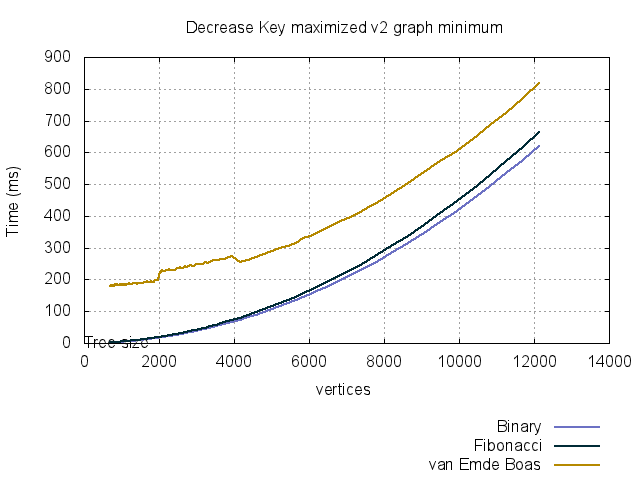 Decrease Key maximized v2 graph minimum
900
800
700
600
500
400
300
200
100
0
Time (ms)
Tree size
0 2000 4000 6000 8000 10000 12000 14000
vertices
Binary
Fibonacci
van Emde Boas